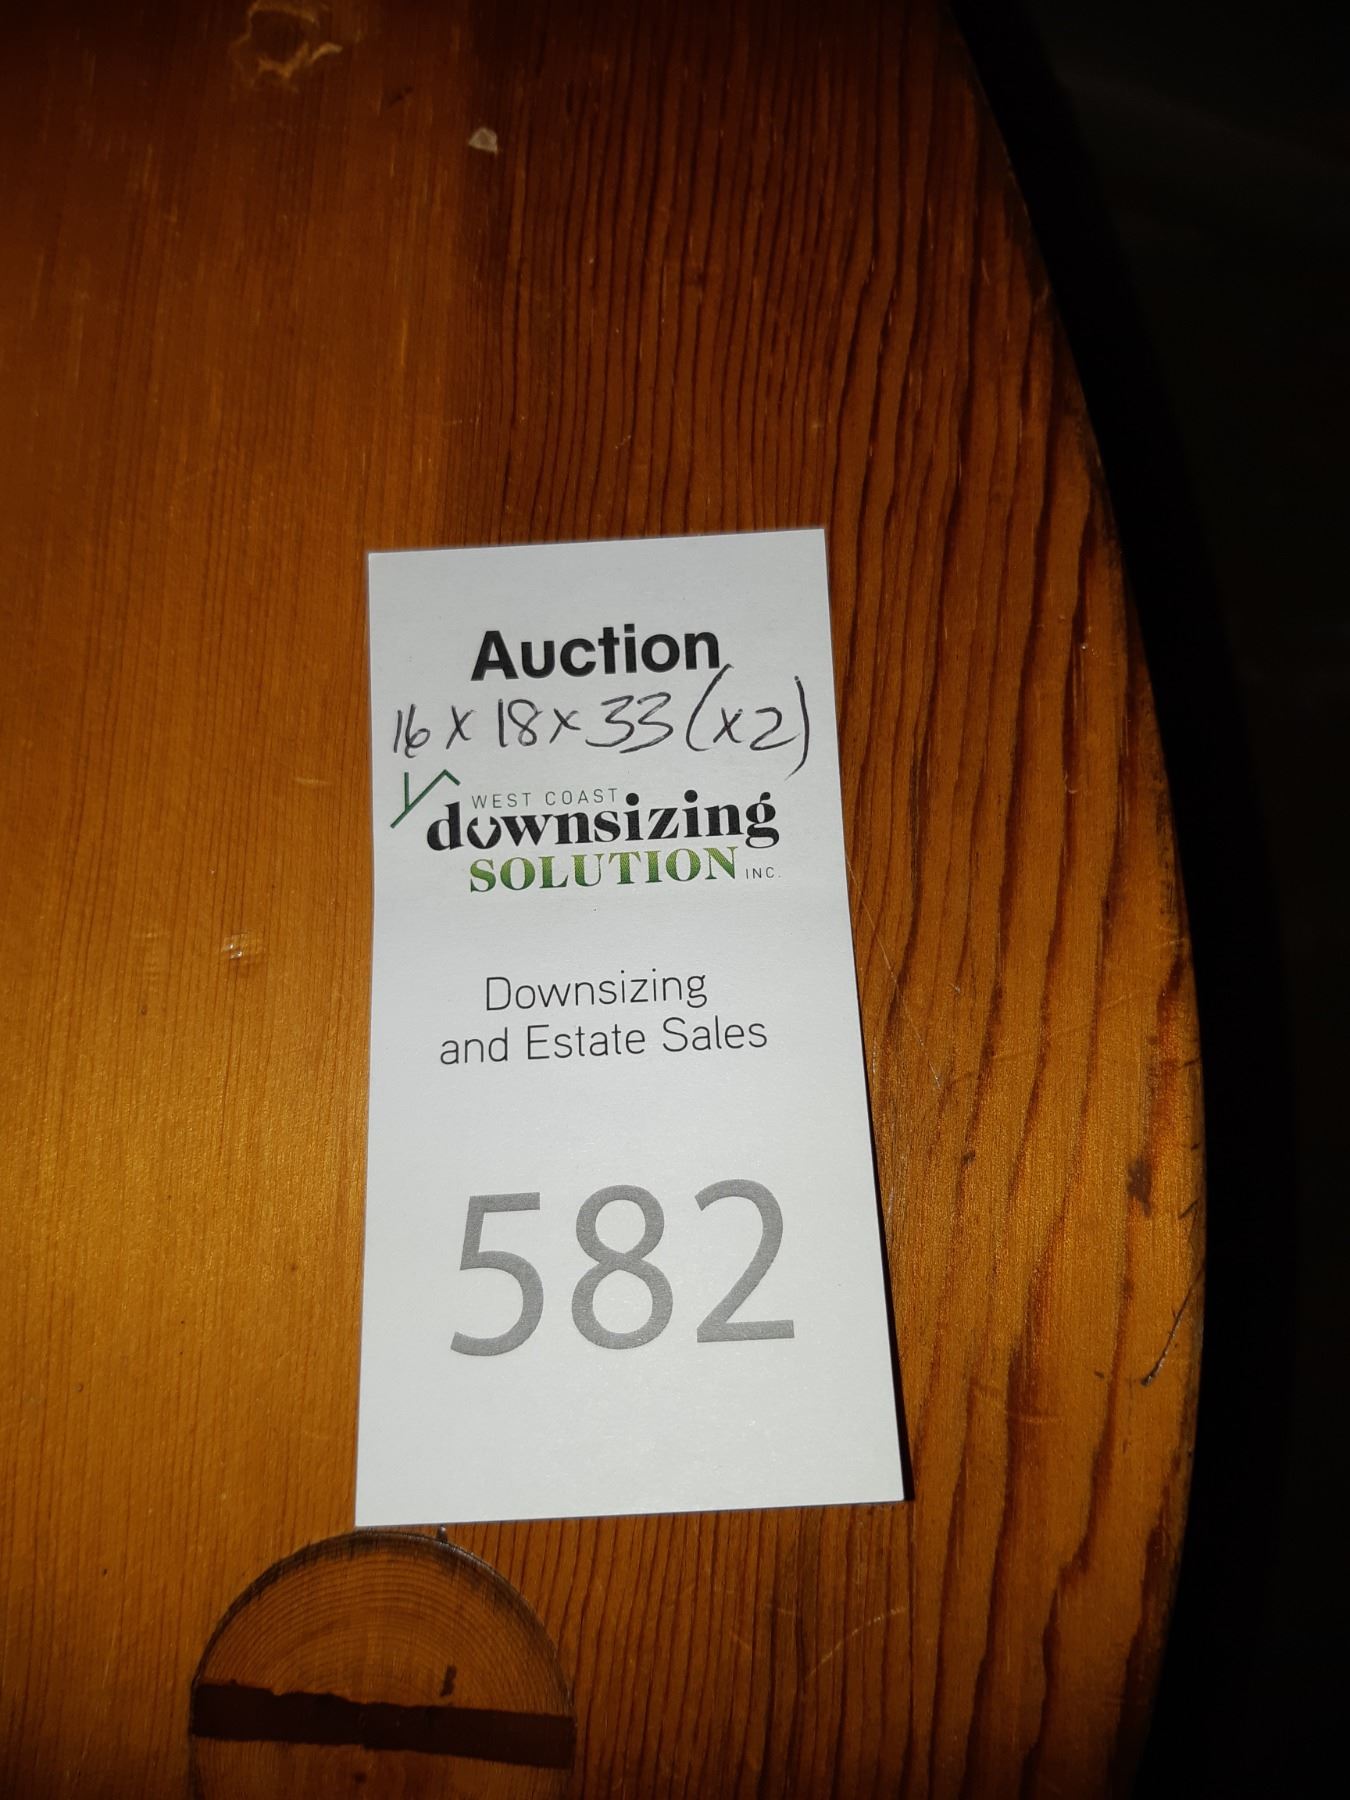 Auction
16 x 18 x 33 (x2)
WEST COAST
downsizing
SOLUTION INC.
Downsizing
and Estate Sales
582